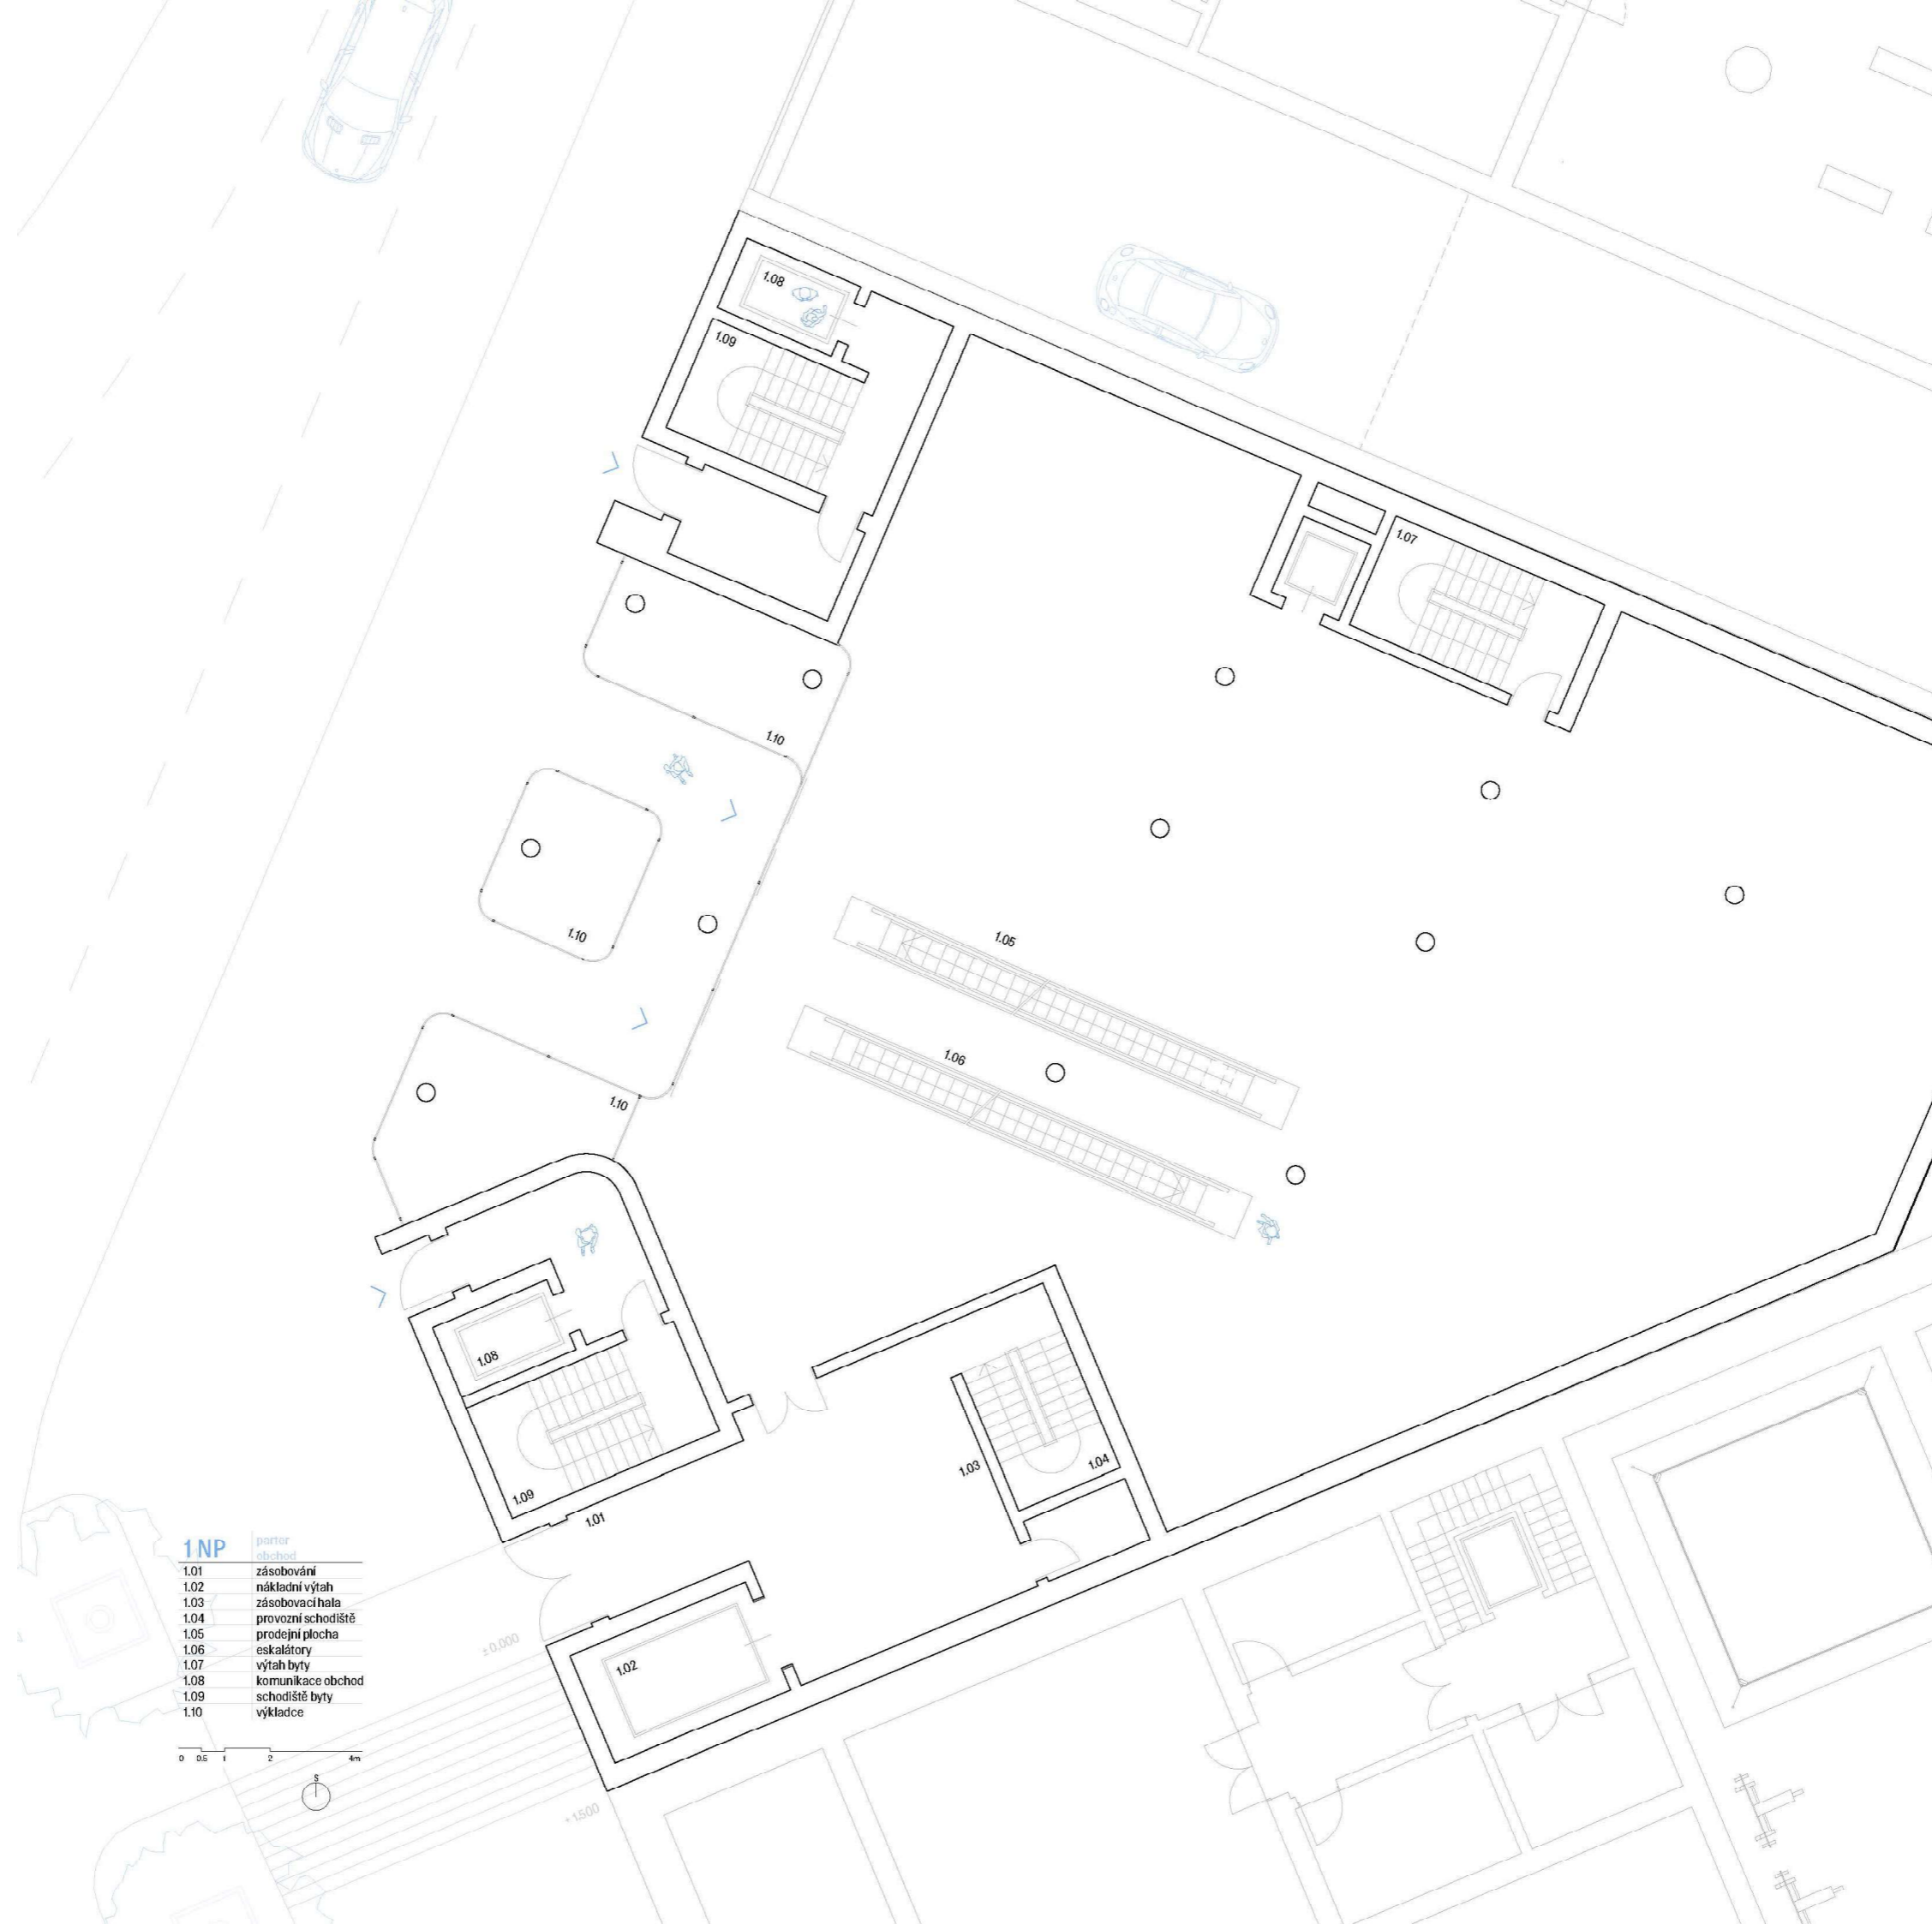 1.08
1.09
1.07
1.10
1.10
1.05
1.06
1.10
1.08
1.09
1.01
1.03
1.04
1.02
±0.000
+1.500
1NP parter
obchod
1.01 zásobování
1.02 nákladní výtah
1.03 zásobovací hala
1.04 provozní schodiště
1.05 prodejní plocha
1.06 eskalátory
1.07 výtah byty
1.08 komunikace obchod
1.09 schodiště byty
1.10 výkladce
0 0.5 1 2 4m
S